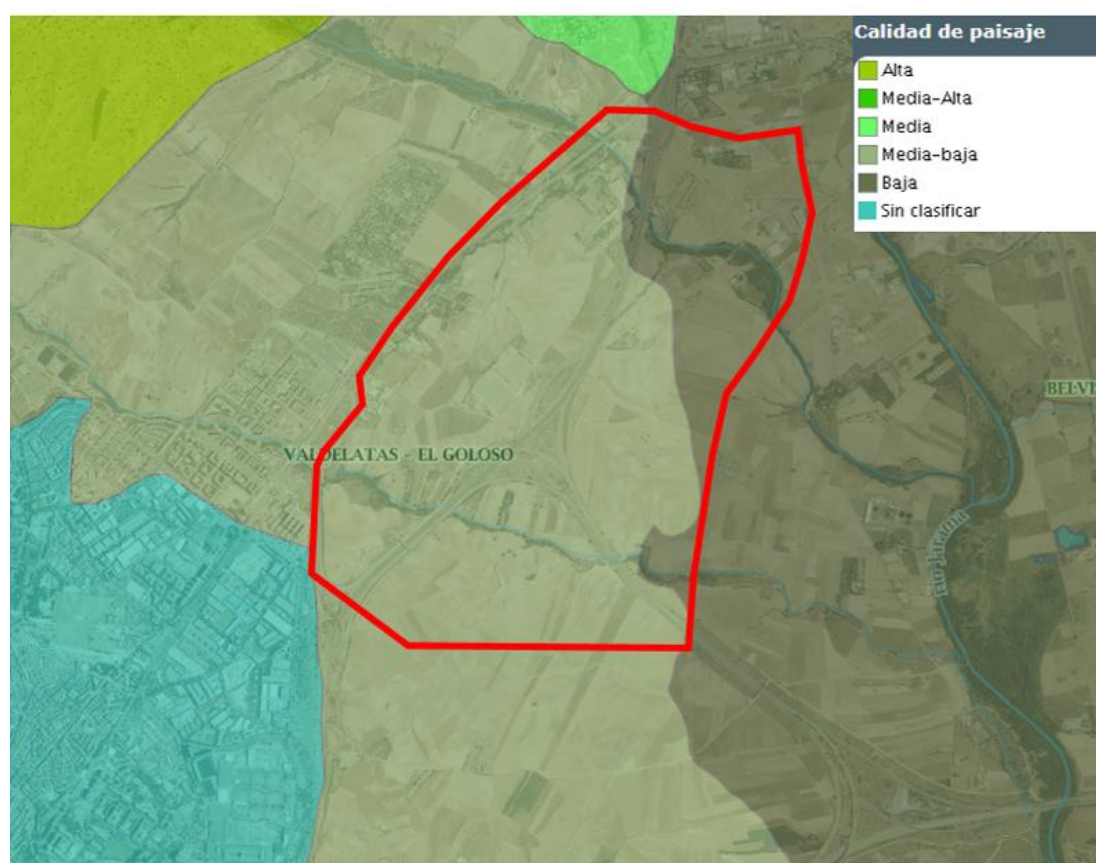 Calidad de paisaje
Alta
Media-Alta
Media
Media-baja
Baja
Sin clasificar
VALDELATAS - EL GOLOSO
Río Jarama